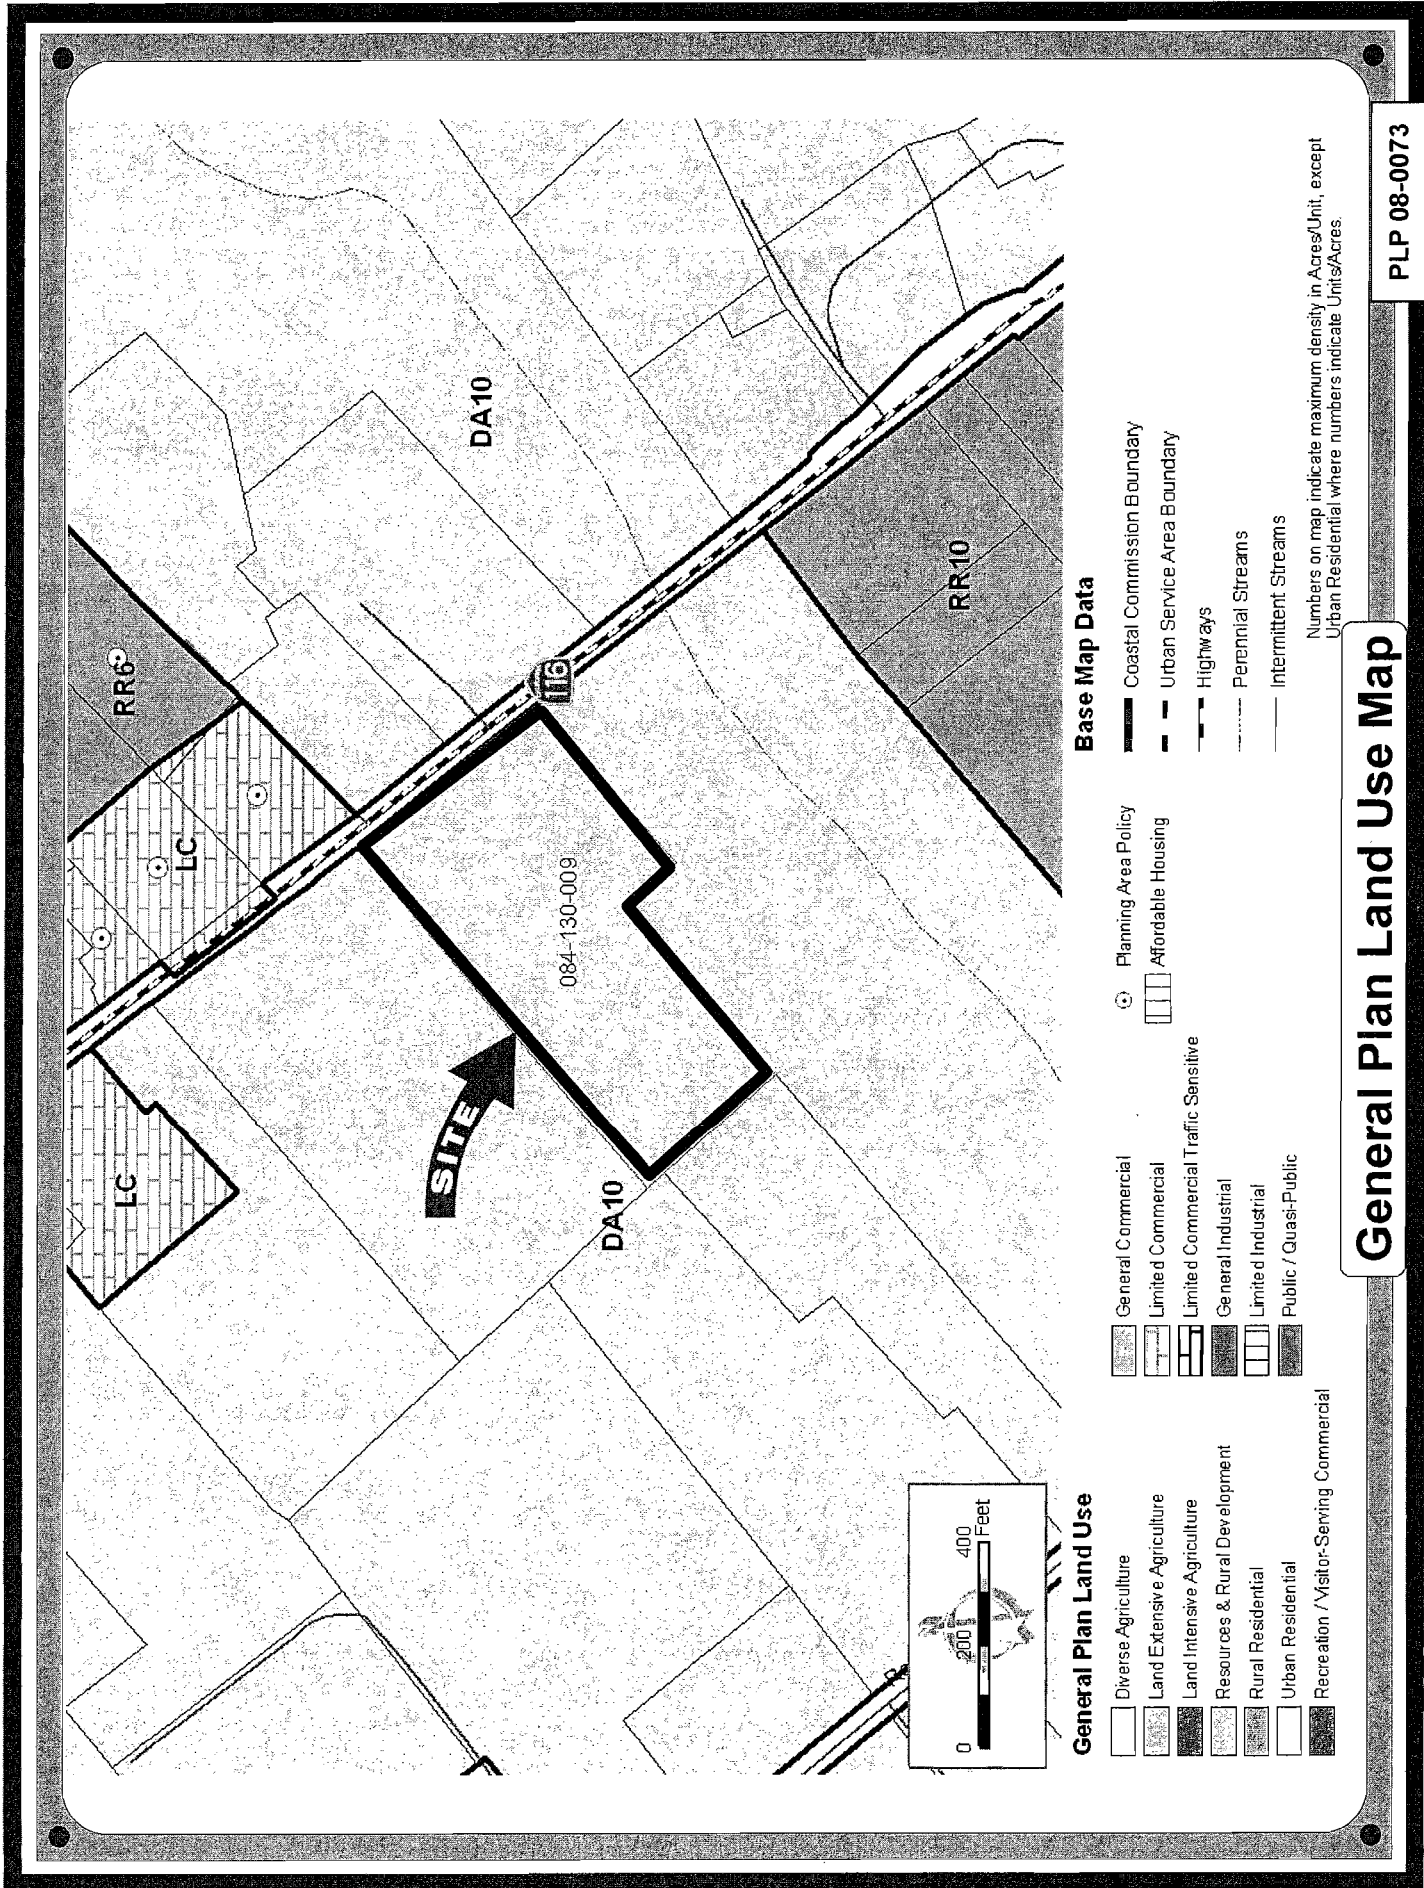 LC
LC
RR6
DA10
116
SITE
084-130-009
DA10
RR10
0 200 400
Feet
General Plan Land Use
Diverse Agriculture
Land Extensive Agriculture
Land Intensive Agriculture
Resources & Rural Development
Rural Residential
Urban Residential
Recreation / Visitor-Serving Commercial
General Commercial
Limited Commercial
Limited Commercial Traffic Sensitive
General Industrial
Limited Industrial
Public / Quasi-Public
Planning Area Policy
Affordable Housing
Base Map Data
Coastal Commission Boundary
Urban Service Area Boundary
Highways
Perennial Streams
Intermittent Streams
Numbers on map indicate maximum density in Acres/Unit, except
Urban Residential where numbers indicate Units/Acres.
General Plan Land Use Map
PLP 08-0073